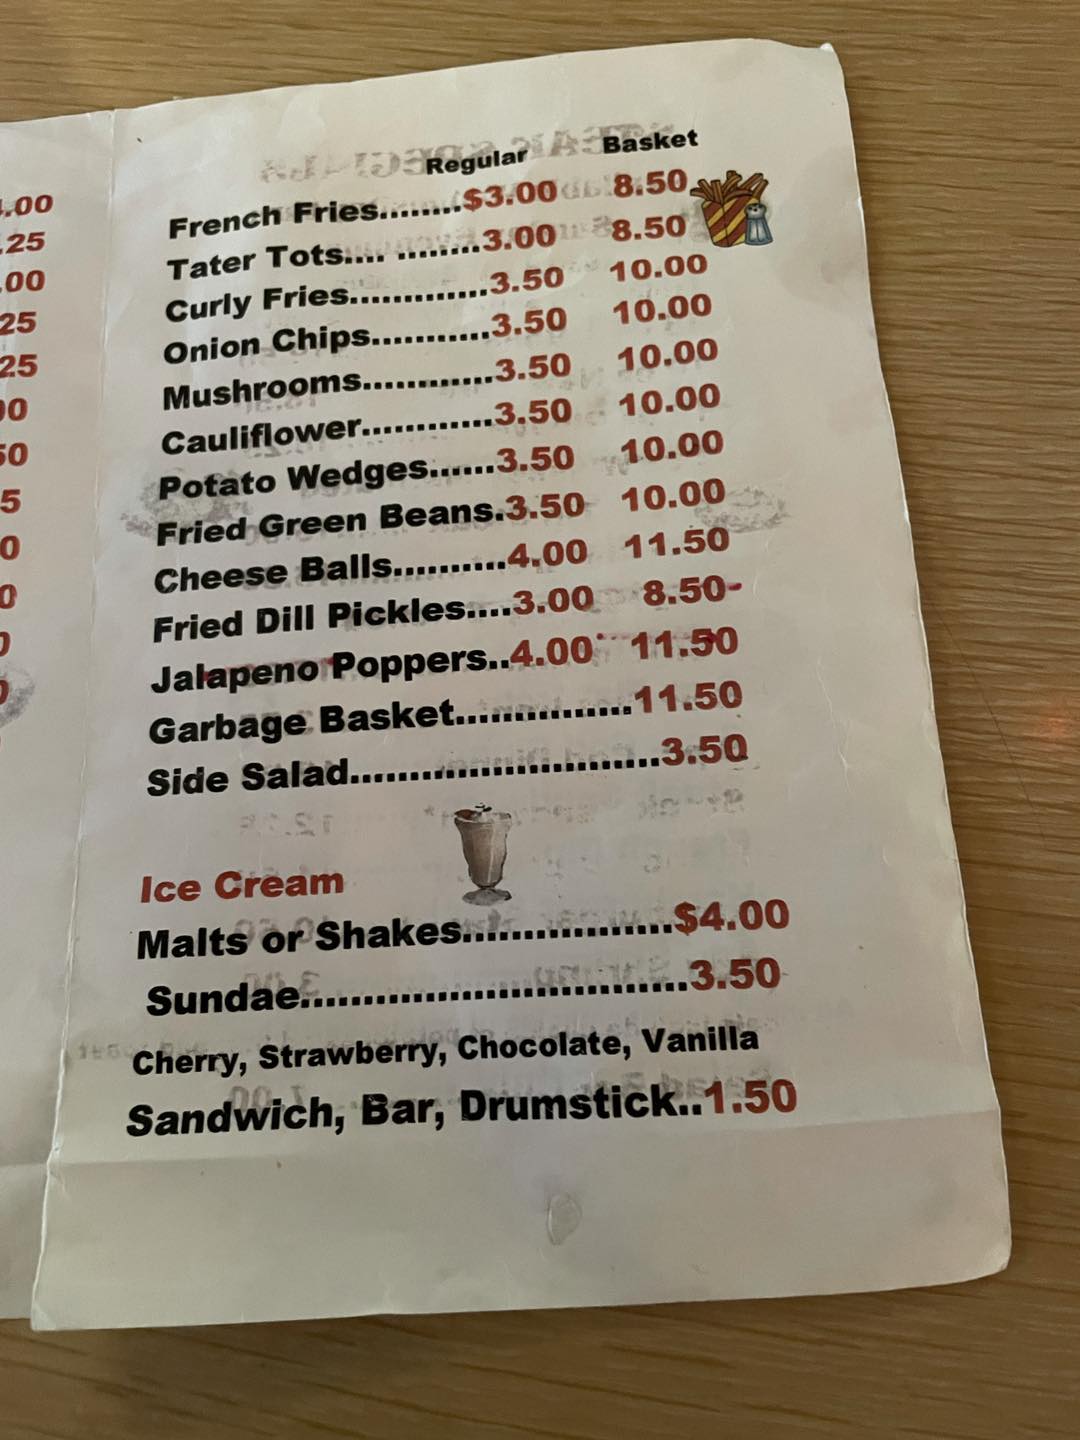 Regular Basket
French Fries........$3.00 8.50
Tater Tots.... ........3.00 8.50
Curly Fries.............3.50 10.00
Onion Chips...........3.50 10.00
Mushrooms............3.50 10.00
Cauliflower............3.50 10.00
Potato Wedges......3.50 10.00
Fried Green Beans.3.50 10.00
Cheese Balls..........4.00 11.50
Fried Dill Pickles....3.00 8.50
Jalapeno Poppers..4.00 11.50
Garbage Basket...............11.50
Side Salad..........................3.50
Ice Cream
Malts or Shakes.................$4.00
Sundae...............................3.50
Cherry, Strawberry, Chocolate, Vanilla
Sandwich, Bar, Drumstick..1.50